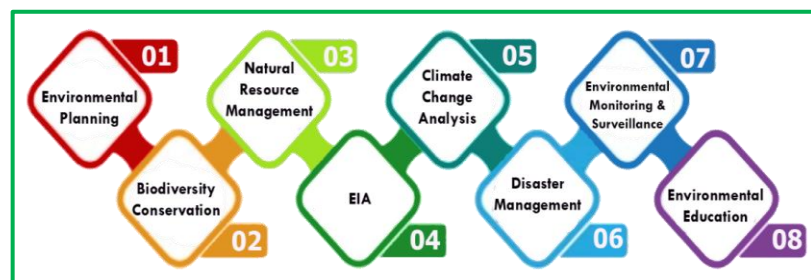 01
Environmental
Planning
Biodiversity
Conservation
02
03
Natural
Resource
Management
EIA
04
05
Climate
Change
Analysis
Disaster
Management
06
07
Environmental
Monitoring &
Surveillance
Environmental
Education
08